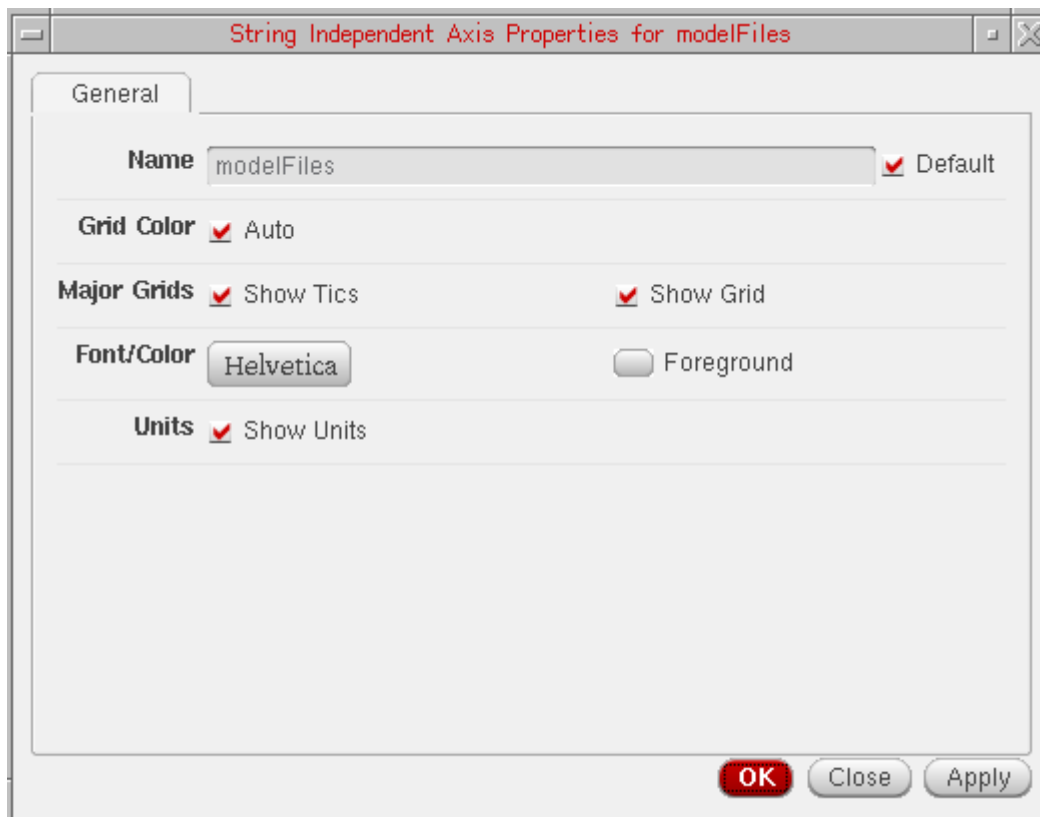 String Independent Axis Properties for modelFiles
General
Name modelFiles Default
Grid Color Auto
Major Grids Show Tics Show Grid
Font/Color Helvetica Foreground
Units Show Units
OK Close Apply